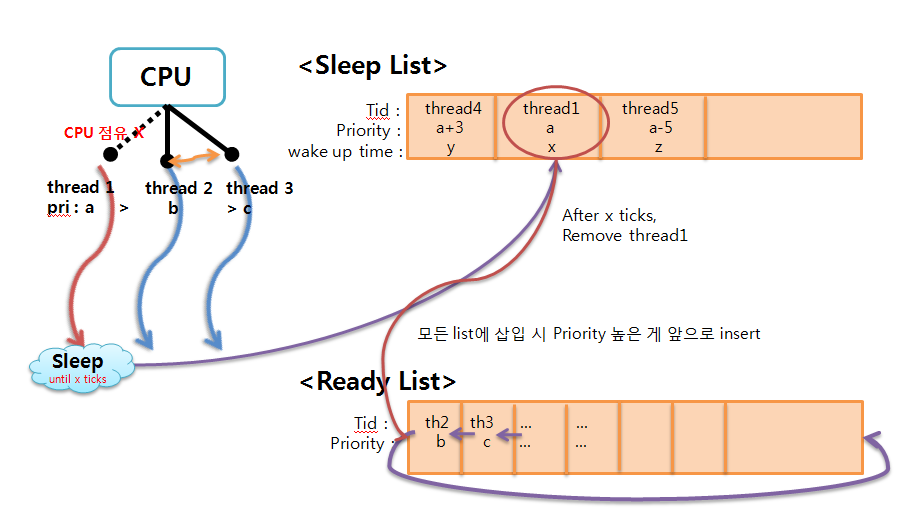 CPU
CPU 점유 X
thread 1
pri : a >
thread 2
b
thread 3
> c
Sleep
until x ticks
<Sleep List>
Tid : thread4 thread1 thread5
Priority : a+3 a a-5
wake up time : y x z
After x ticks,
Remove thread1
모든 list에 삽입 시 Priority 높은 게 앞으로 insert
<Ready List>
Tid : th2 th3 ... ...
Priority : b c ... ...